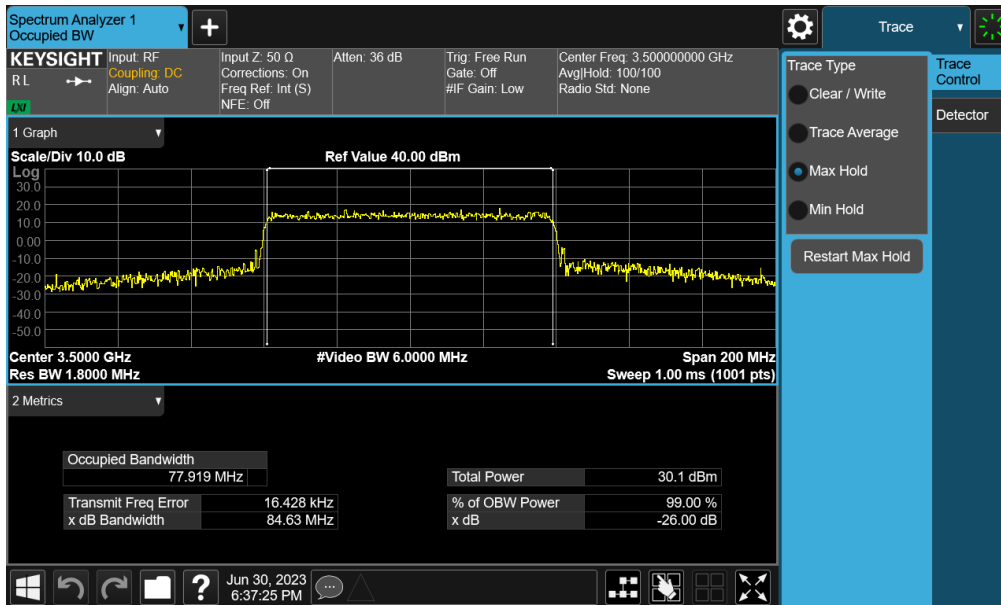 Spectrum Analyzer 1
Occupied BW
+
Trace
KEYSIGHT
R L
LXI
Input: RF
Coupling: DC
Align: Auto
Input Z: 50 Ω
Corrections: On
Freq Ref: Int (S)
NFE: Off
Atten: 36 dB
Trig: Free Run
Gate: Off
#IF Gain: Low
Center Freq: 3.500000000 GHz
Avg|Hold: 100/100
Radio Std: None
Trace Type
Clear / Write
Trace Average
Max Hold
Min Hold
Restart Max Hold
Trace
Control
Detector
1 Graph
Scale/Div 10.0 dB
Ref Value 40.00 dBm
Log
30.0
20.0
10.0
0.00
-10.0
-20.0
-30.0
-40.0
-50.0
Center 3.5000 GHz
#Video BW 6.0000 MHz
Span 200 MHz
Res BW 1.8000 MHz
Sweep 1.00 ms (1001 pts)
2 Metrics
Occupied Bandwidth
77.919 MHz
Total Power 30.1 dBm
Transmit Freq Error 16.428 kHz
% of OBW Power 99.00 %
x dB Bandwidth 84.63 MHz
x dB -26.00 dB
?
Jun 30, 2023
6:37:25 PM